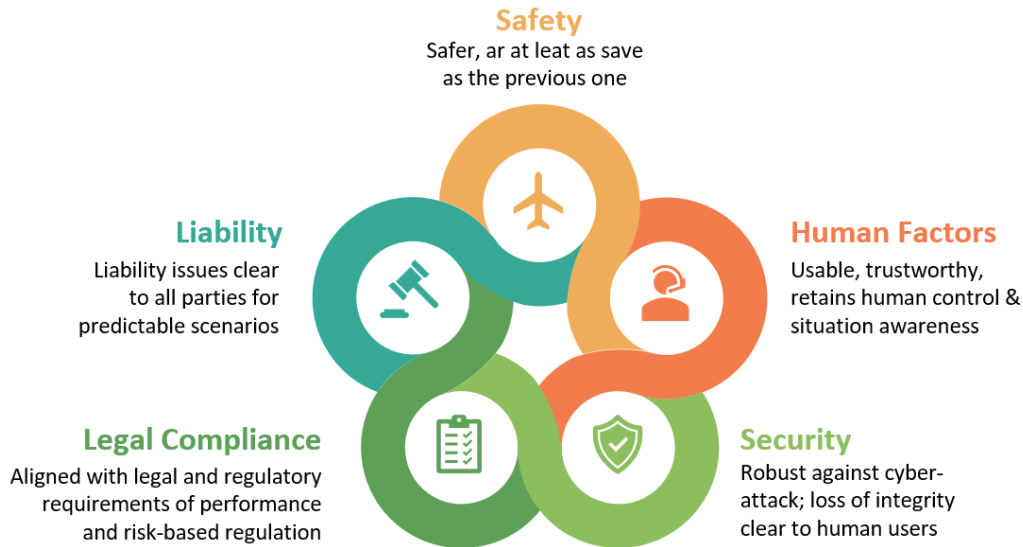 Safety
Safer, ar at leat as save
as the previous one
Liability
Liability issues clear
to all parties for
predictable scenarios
Human Factors
Usable, trustworthy,
retains human control &
situation awareness
Legal Compliance
Aligned with legal and regulatory
requirements of performance
and risk-based regulation
Security
Robust against cyber-
attack; loss of integrity
clear to human users